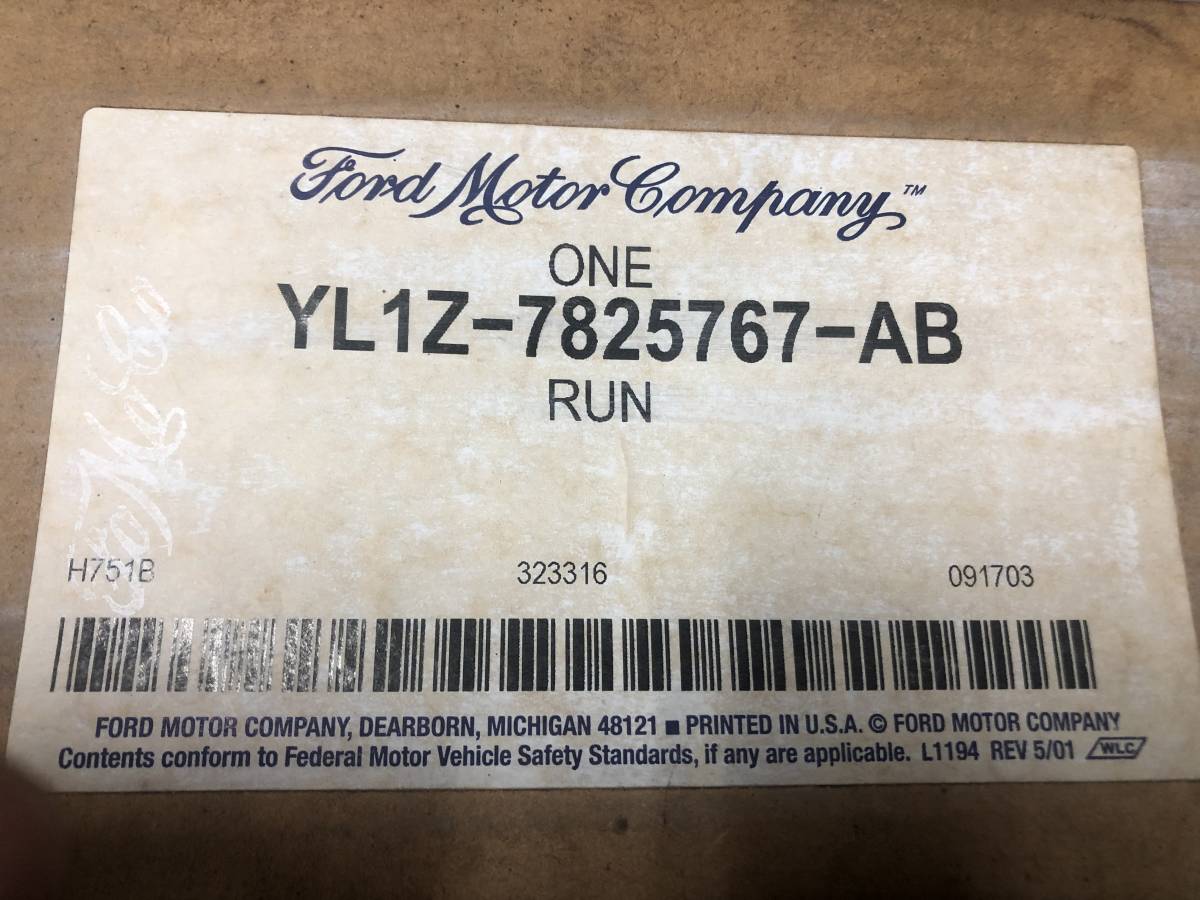 Ford Motor Company™
ONE
YL1Z-7825767-AB
RUN
FoMoCo
H751B 323316 091703
FORD MOTOR COMPANY, DEARBORN, MICHIGAN 48121 ■ PRINTED IN U.S.A. © FORD MOTOR COMPANY
Contents conform to Federal Motor Vehicle Safety Standards, if any are applicable. L1194 REV 5/01 WLC